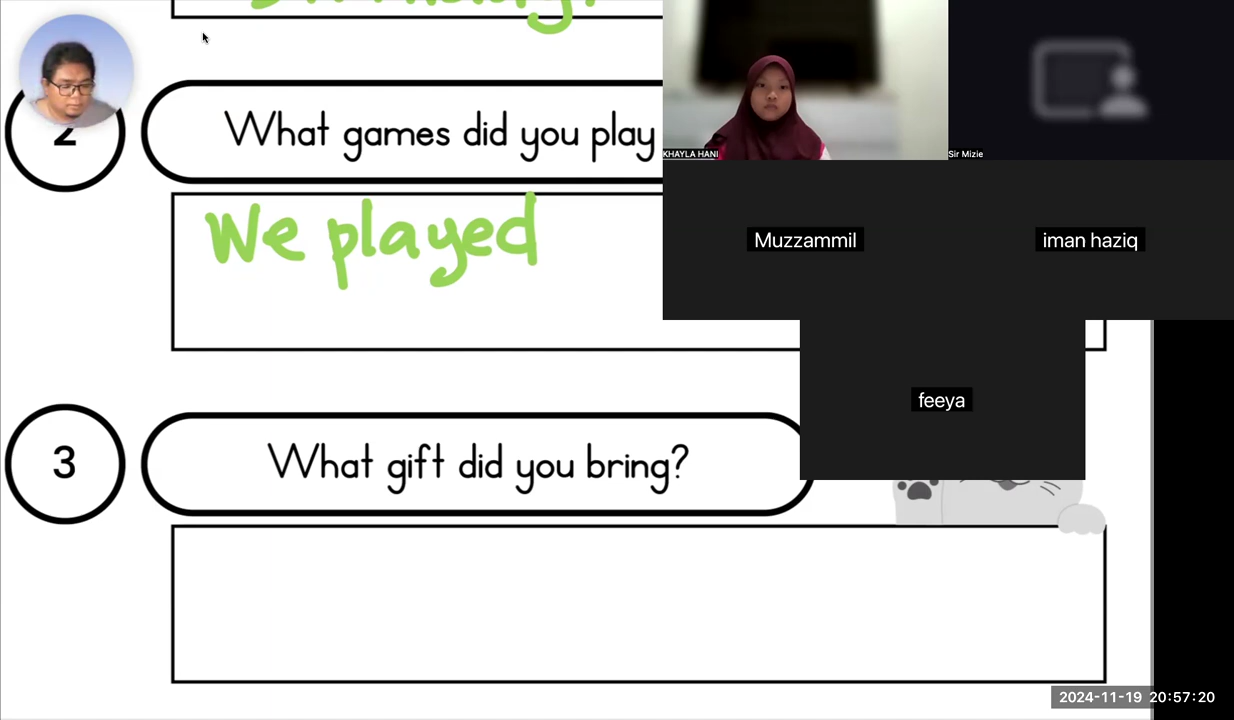 2
What games did you play
KHAYLA HANI
Sir Mizie
We played
Muzzammil
iman haziq
feeya
3
What gift did you bring?
2024-11-19 20:57:20